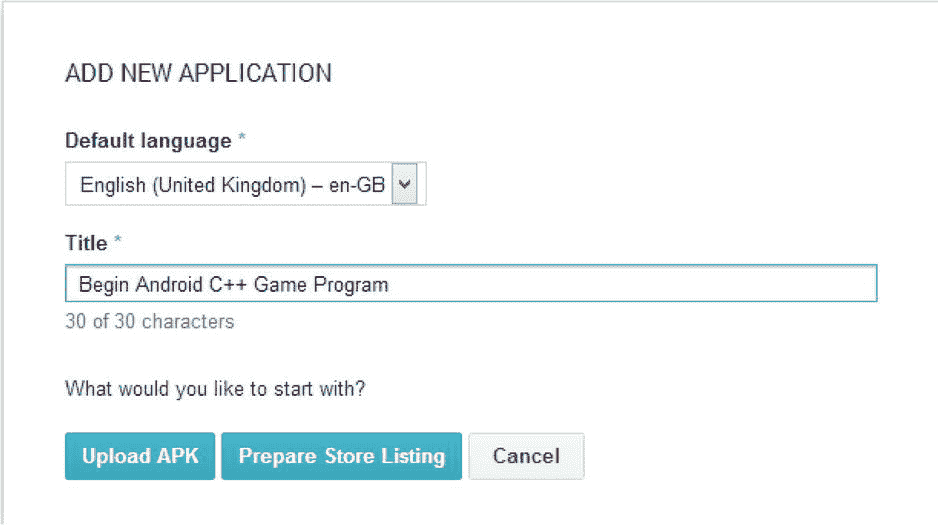 ADD NEW APPLICATION
Default language *
English (United Kingdom) – en-GB
Title *
Begin Android C++ Game Program
30 of 30 characters
What would you like to start with?
Upload APK Prepare Store Listing Cancel